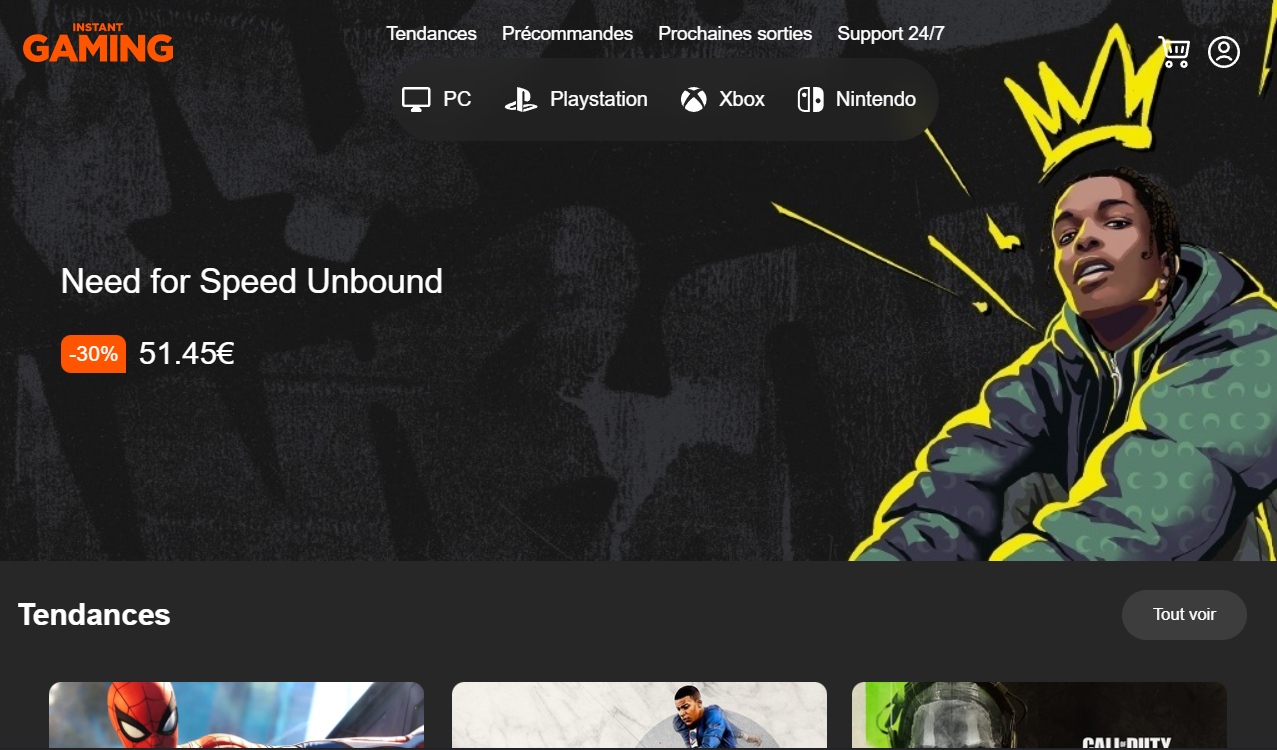 INSTANT
GAMING
Tendances Précommandes Prochaines sorties Support 24/7
PC Playstation Xbox Nintendo
Need for Speed Unbound
-30% 51.45€
Tendances
Tout voir
CALL OF DUTY